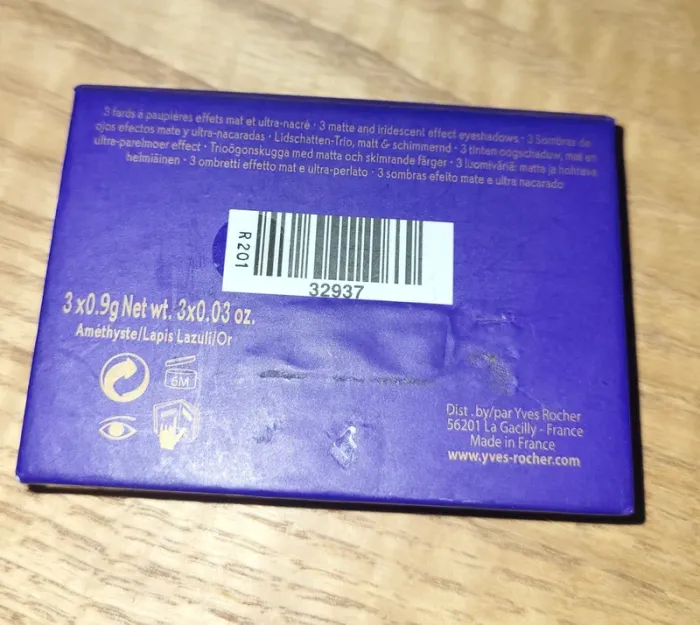 3 fards à paupières effets mat et ultra-nacré • 3 matte and iridescent effect eyeshadows • 3 Sombras de
ojos efectos mate y ultra-nacaradas • Lidschatten-Trio, matt & schimmernd • 3 tinten oogschaduw, mat en
ultra-parelmoer effect • Trioögonskugga med matta och skimrande färger • 3 luomiväriä: matta ja hohtava
helmiäinen • 3 ombretti effetto mat e ultra-perlato • 3 sombras efeito mate e ultra nacarado
R201
32937
3 x0.9g Net wt. 3x0.03 oz.
Améthyste/Lapis Lazuli/Or
6M
Dist .by/par Yves Rocher
56201 La Gacilly - France
Made in France
www.yves-rocher.com